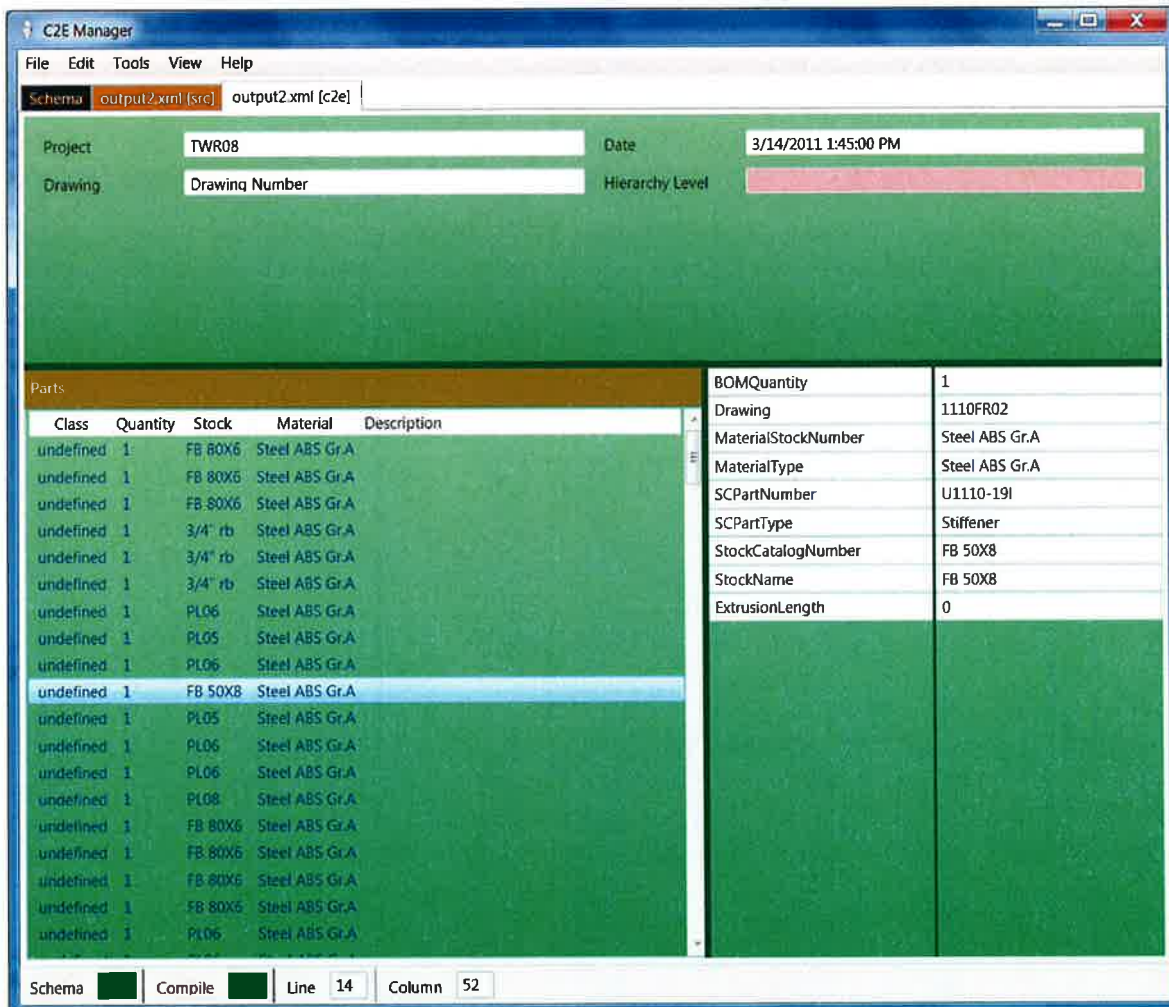 C2E Manager
File Edit Tools View Help
Schema output2.xml [src] output2.xml [c2e]
Project TWR08 Date 3/14/2011 1:45:00 PM
Drawing Drawing Number Hierarchy Level
Parts
Class Quantity Stock Material Description
undefined 1 FB 80X6 Steel ABS Gr.A
undefined 1 FB 80X6 Steel ABS Gr.A
undefined 1 FB 80X6 Steel ABS Gr.A
undefined 1 3/4" rb Steel ABS Gr.A
undefined 1 3/4" rb Steel ABS Gr.A
undefined 1 3/4" rb Steel ABS Gr.A
undefined 1 PL06 Steel ABS Gr.A
undefined 1 PL05 Steel ABS Gr.A
undefined 1 PL06 Steel ABS Gr.A
undefined 1 FB 50X8 Steel ABS Gr.A
undefined 1 PL05 Steel ABS Gr.A
undefined 1 PL06 Steel ABS Gr.A
undefined 1 PL06 Steel ABS Gr.A
undefined 1 PL08 Steel ABS Gr.A
undefined 1 FB 80X6 Steel ABS Gr.A
undefined 1 FB 80X6 Steel ABS Gr.A
undefined 1 FB 80X6 Steel ABS Gr.A
undefined 1 FB 80X6 Steel ABS Gr.A
undefined 1 PL06 Steel ABS Gr.A
BOMQuantity 1
Drawing 1110FR02
MaterialStockNumber Steel ABS Gr.A
MaterialType Steel ABS Gr.A
SCPartNumber U1110-19I
SCPartType Stiffener
StockCatalogNumber FB 50X8
StockName FB 50X8
ExtrusionLength 0
Schema Compile Line 14 Column 52